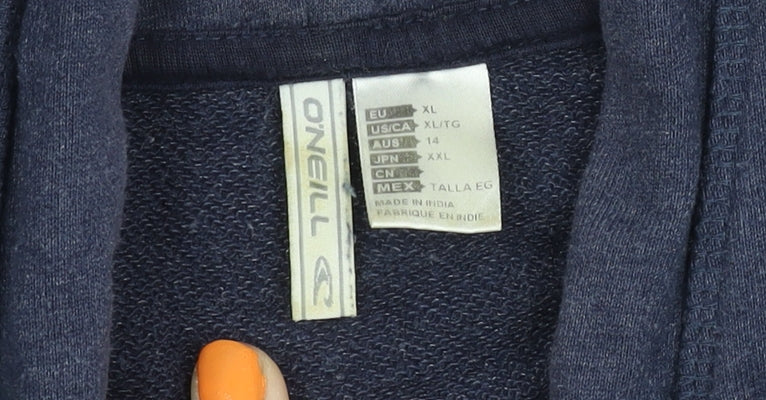 O'NEILL
EU XL
US/CA XL/TG
AUS 14
JPN XXL
CN
MEX TALLA EG
MADE IN INDIA
FABRIQUE EN INDE